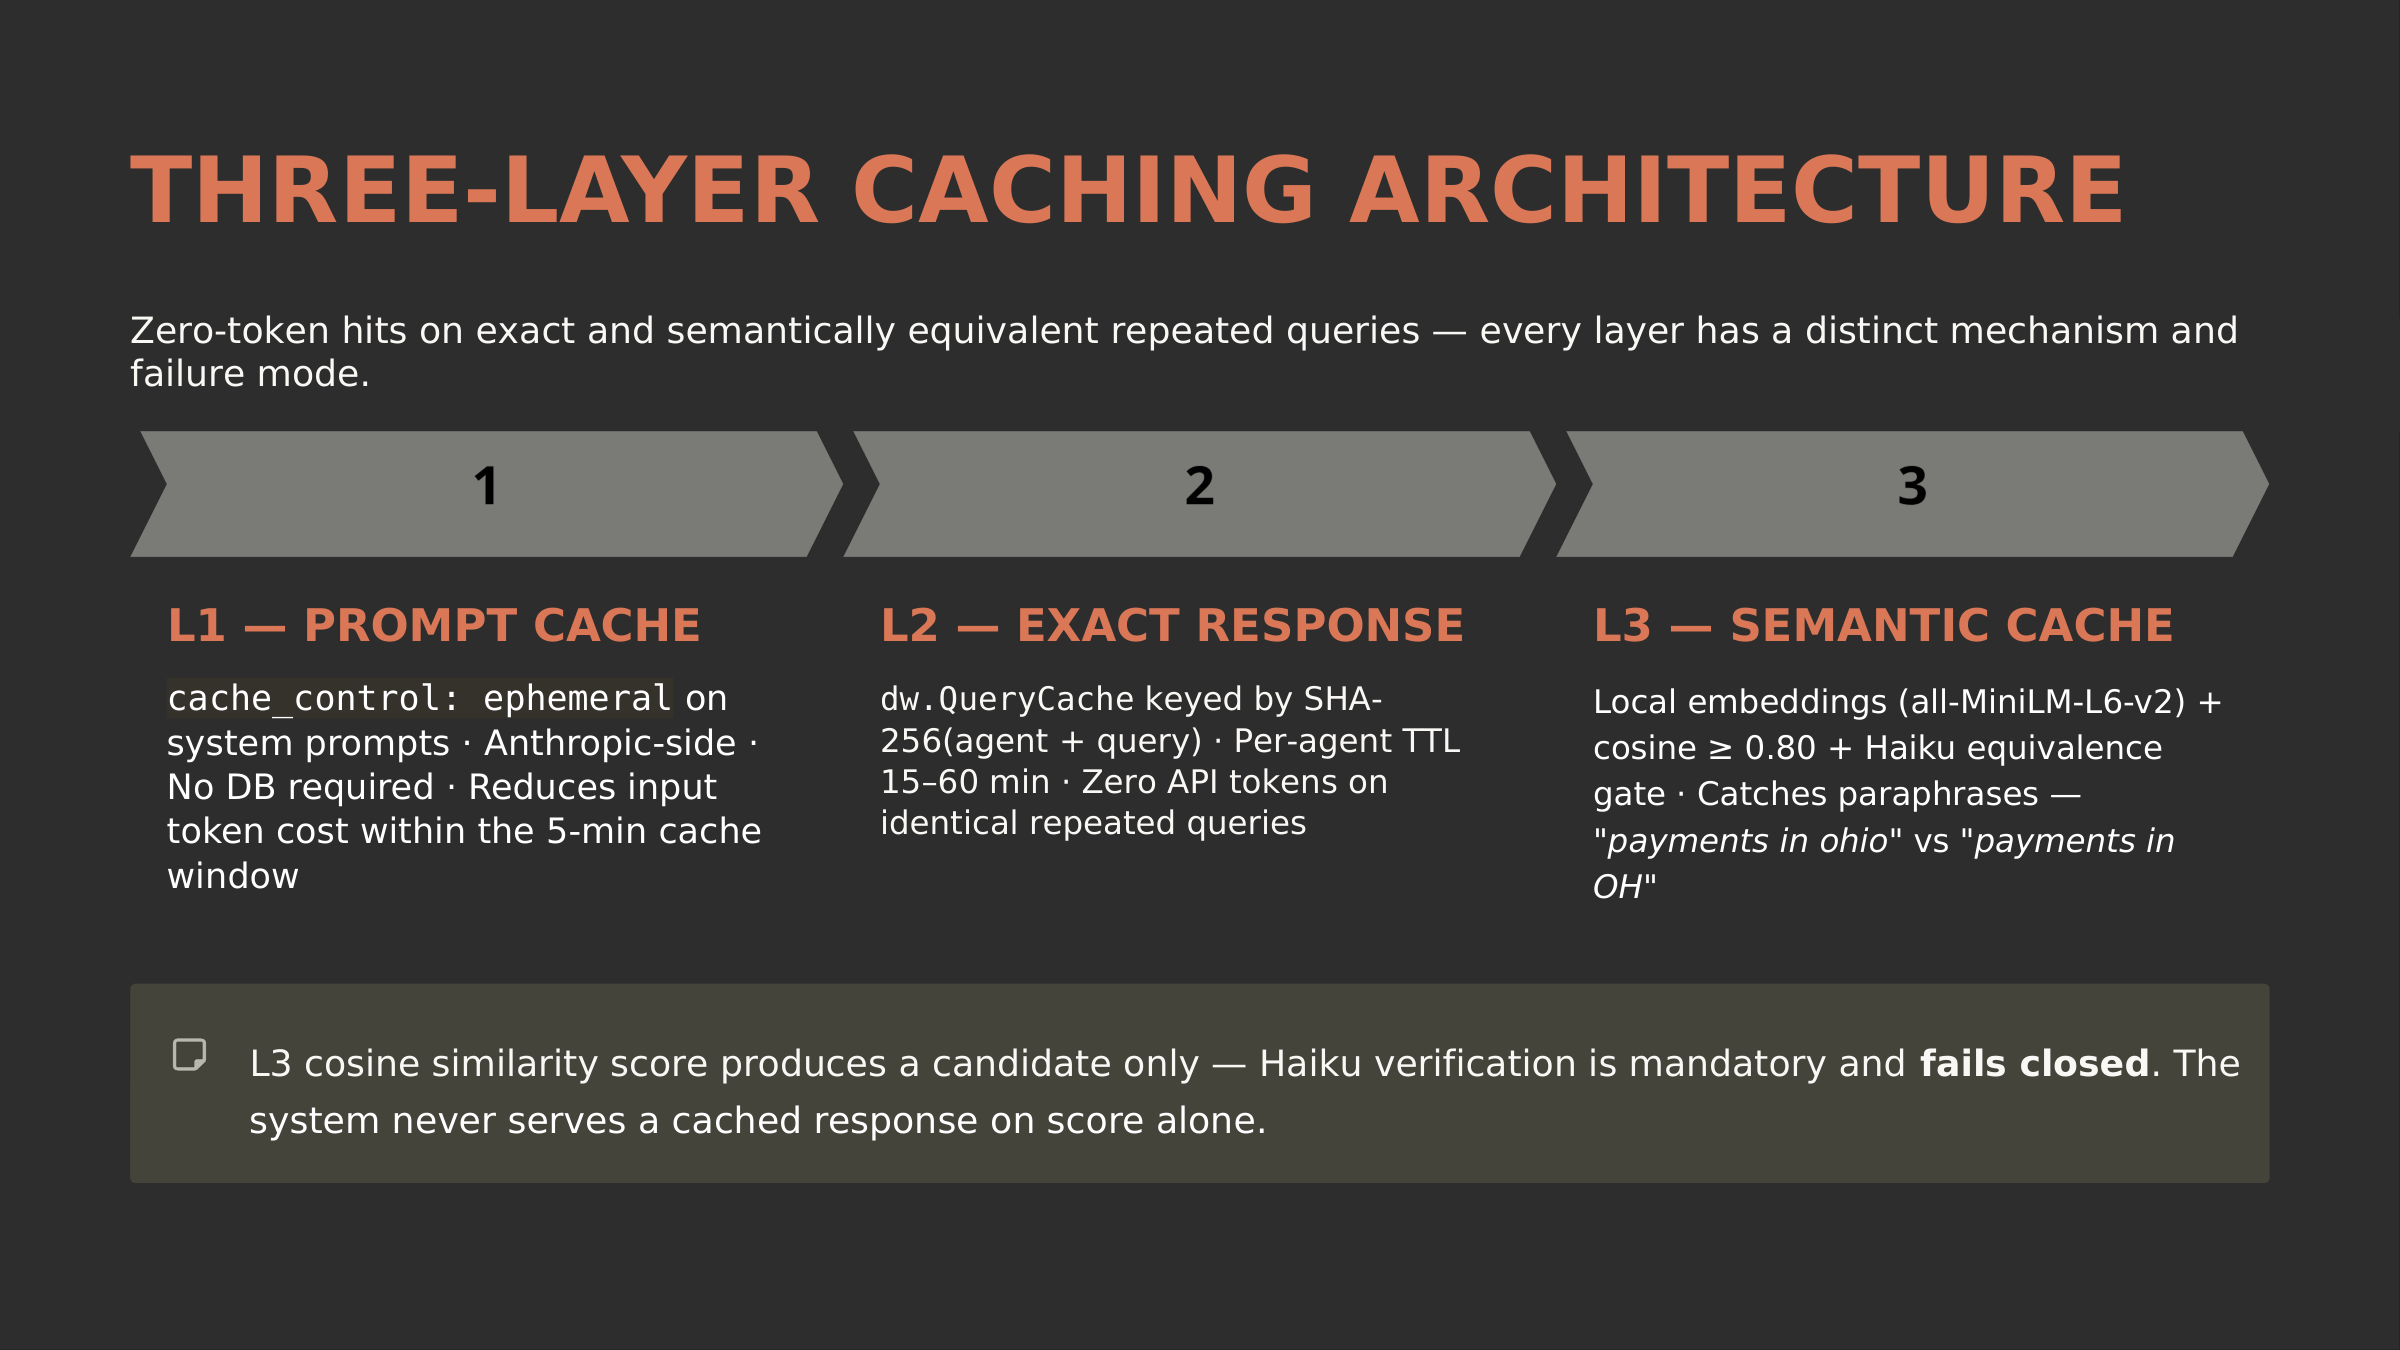 THREE-LAYER CACHING ARCHITECTURE
Zero-token hits on exact and semantically equivalent repeated queries — every layer has a distinct mechanism and
failure mode.
1
2
3
L1 — PROMPT CACHE
cache_control: ephemeral on
system prompts · Anthropic-side ·
No DB required · Reduces input
token cost within the 5-min cache
window
L2 — EXACT RESPONSE
dw.QueryCache keyed by SHA-
256(agent + query) · Per-agent TTL
15–60 min · Zero API tokens on
identical repeated queries
L3 — SEMANTIC CACHE
Local embeddings (all-MiniLM-L6-v2) +
cosine ≥ 0.80 + Haiku equivalence
gate · Catches paraphrases —
"payments in ohio" vs "payments in
OH"
L3 cosine similarity score produces a candidate only — Haiku verification is mandatory and fails closed. The
system never serves a cached response on score alone.